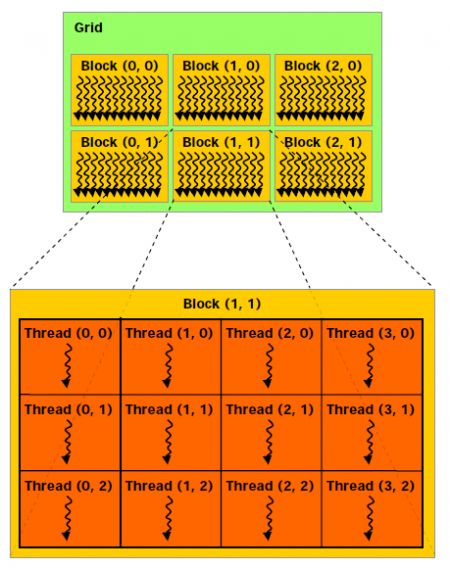 Grid
Block (0, 0) Block (1, 0) Block (2, 0)
Block (0, 1) Block (1, 1) Block (2, 1)
Block (1, 1)
Thread (0, 0) Thread (1, 0) Thread (2, 0) Thread (3, 0)
Thread (0, 1) Thread (1, 1) Thread (2, 1) Thread (3, 1)
Thread (0, 2) Thread (1, 2) Thread (2, 2) Thread (3, 2)